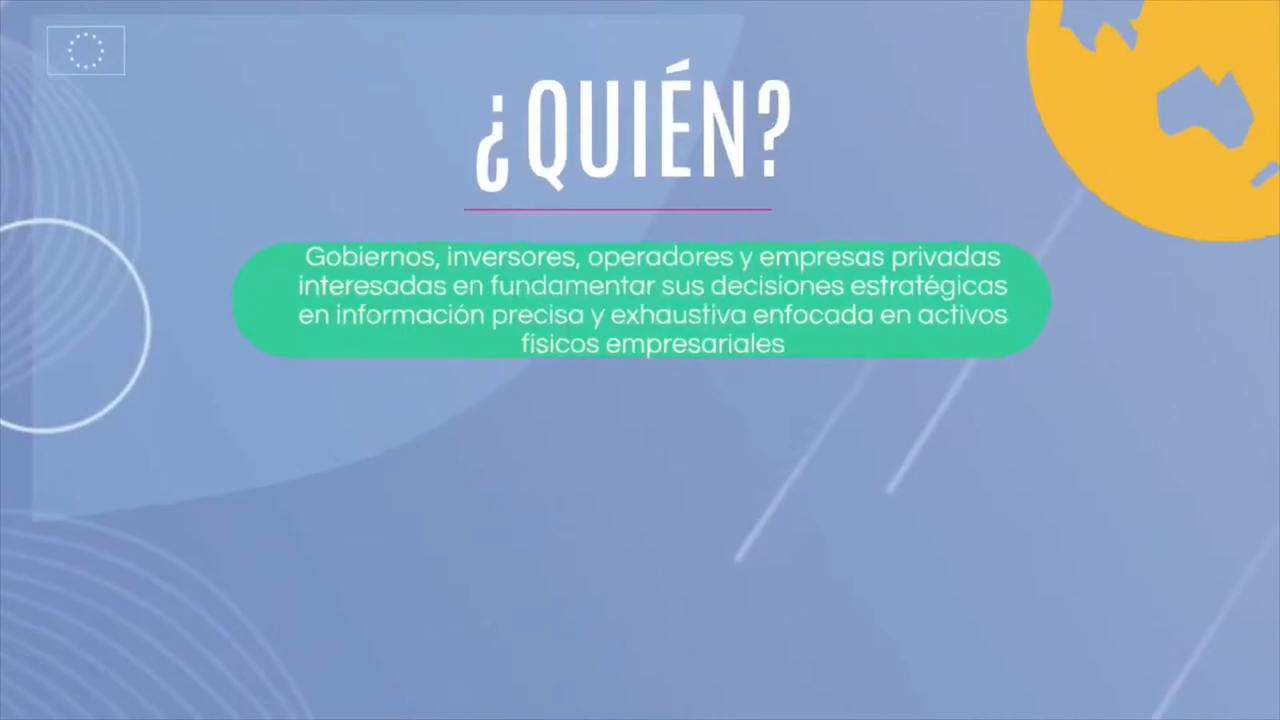 ¿QUIÉN?
Gobiernos, inversores, operadores y empresas privadas
interesadas en fundamentar sus decisiones estratégicas
en información precisa y exhaustiva enfocada en activos
físicos empresariales